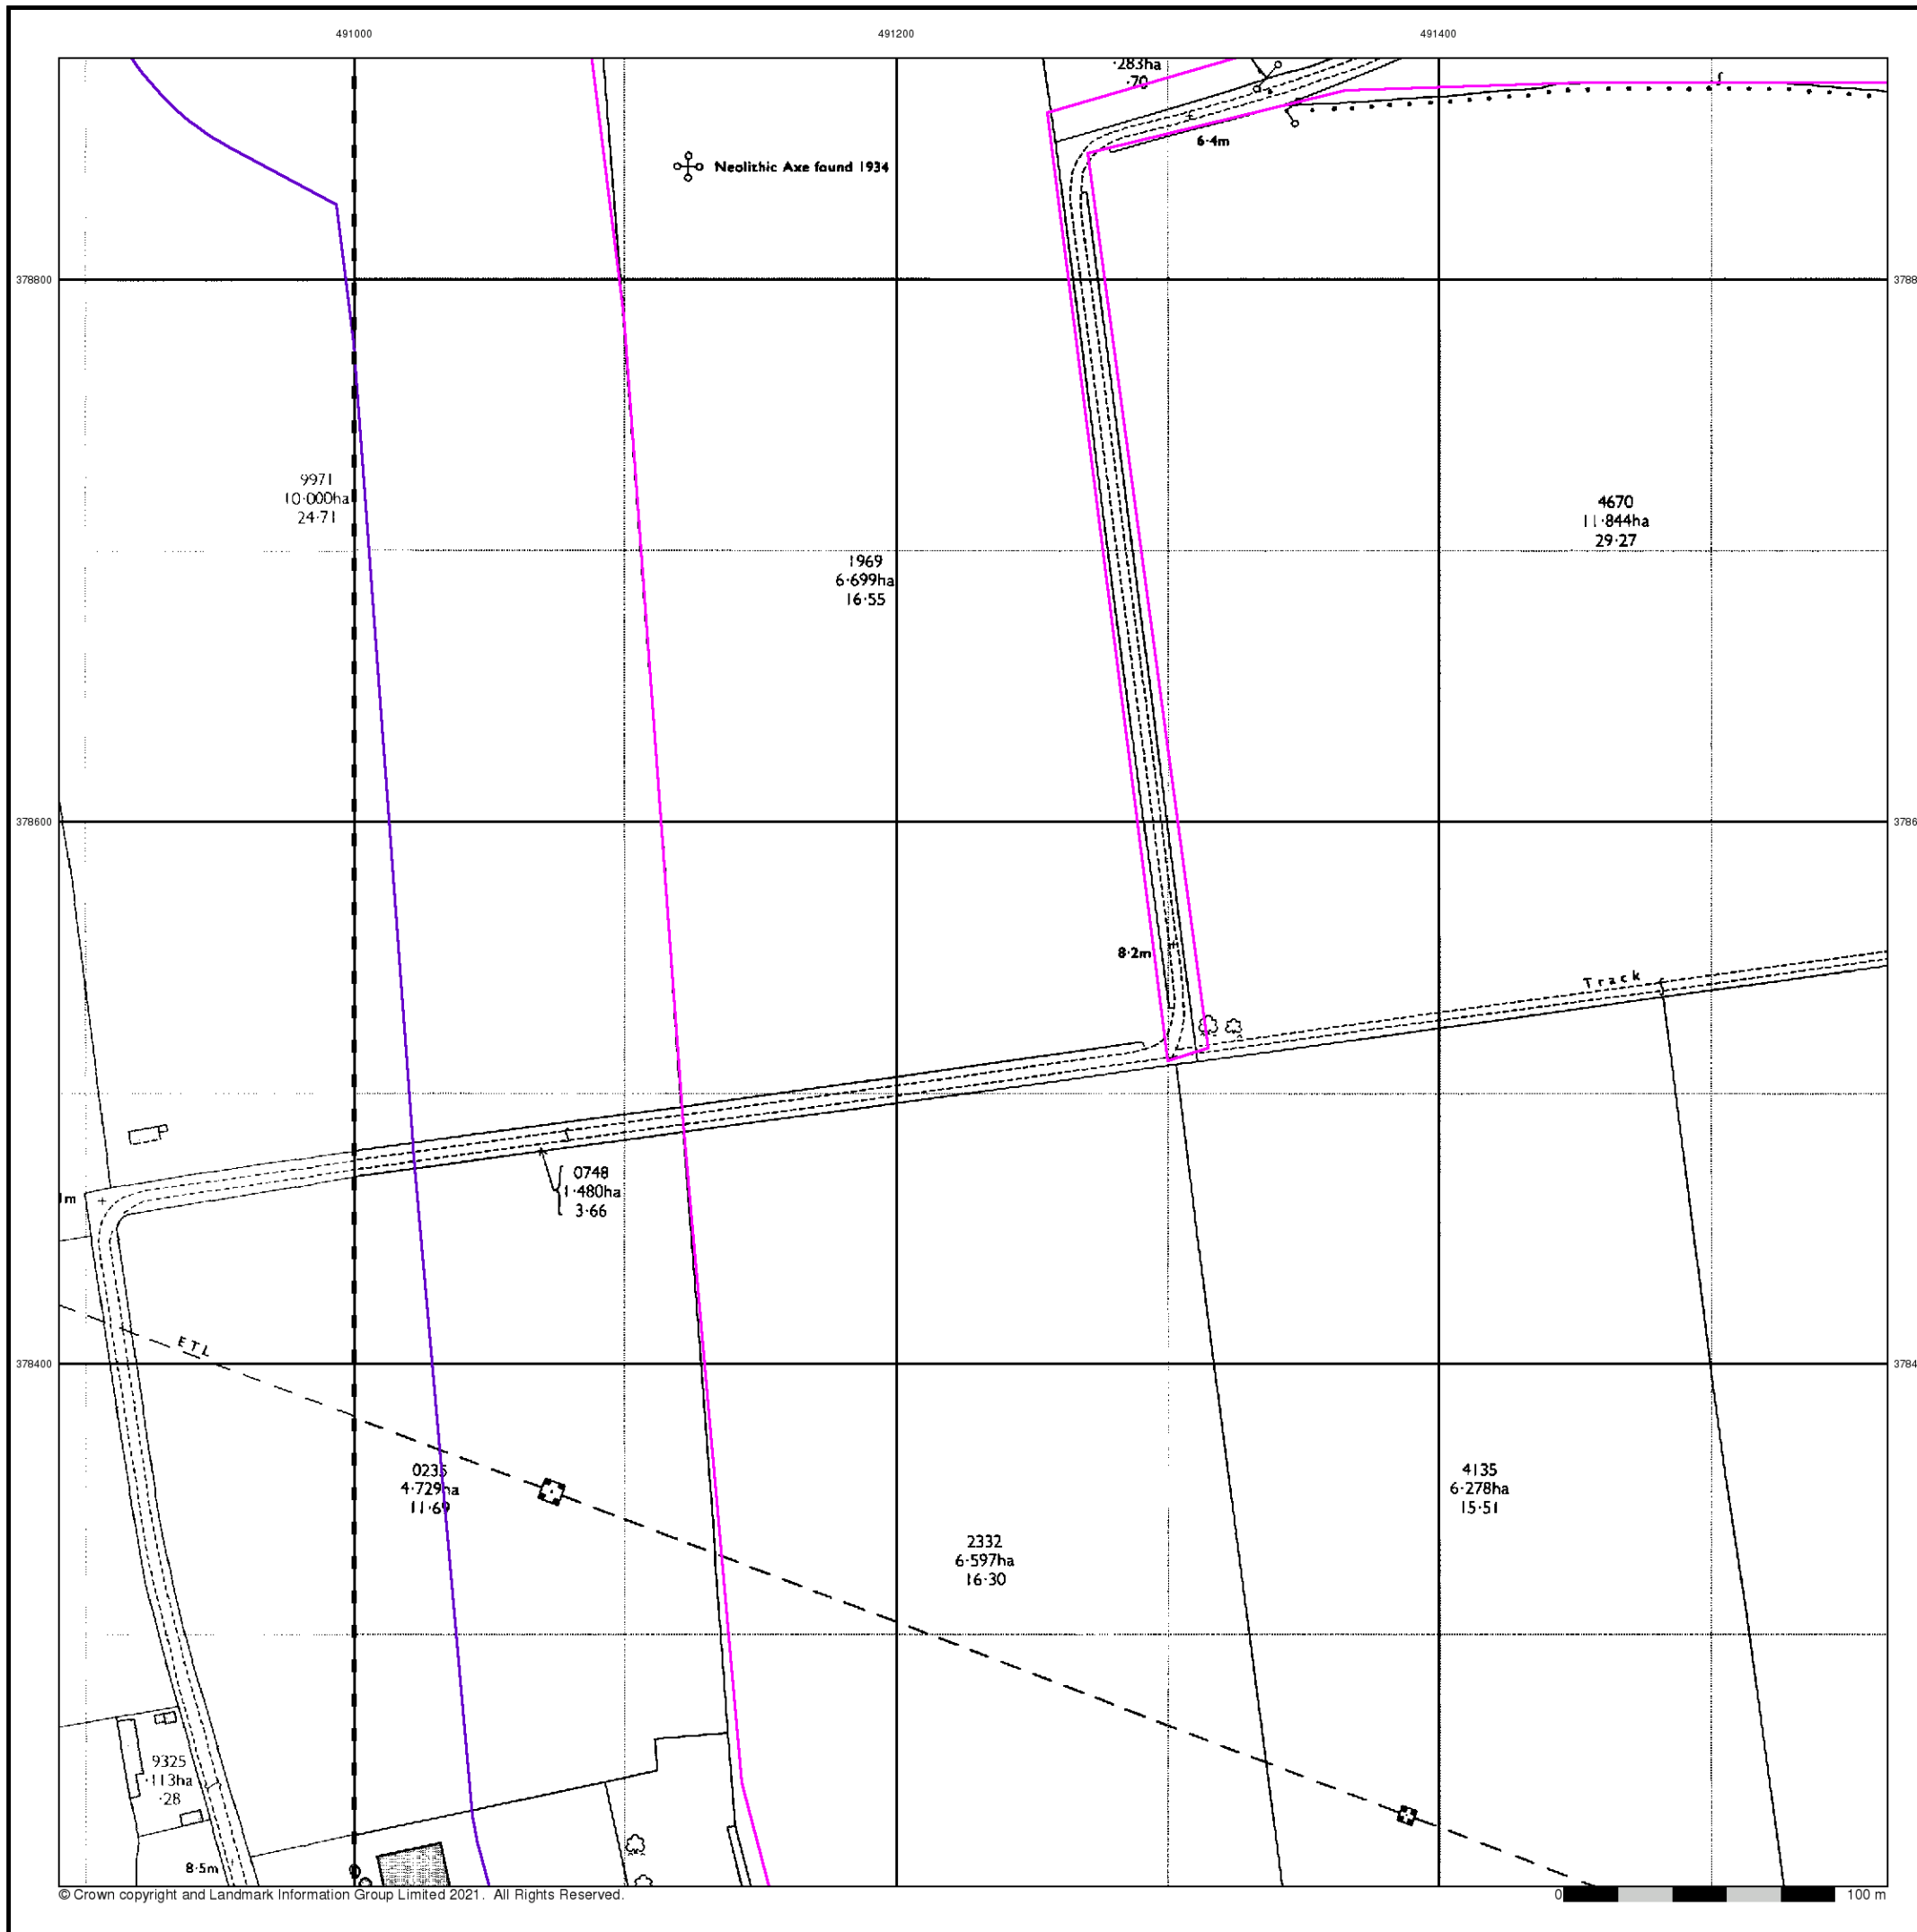 491000
491200
491400
·283ha
·70
6·4m
Neolithic Axe found 1934
378800
3788
9971
10·000ha
24·71
4670
11·844ha
29·27
1969
6·699ha
16·55
378600
3786
8·2m
Track
0748
1·480ha
3·66
1m
ETL
378400
3784
0235
4·729ha
11·69
4135
6·278ha
15·51
2332
6·597ha
16·30
9325
·113ha
·28
8·5m
© Crown copyright and Landmark Information Group Limited 2021. All Rights Reserved.
0
100 m